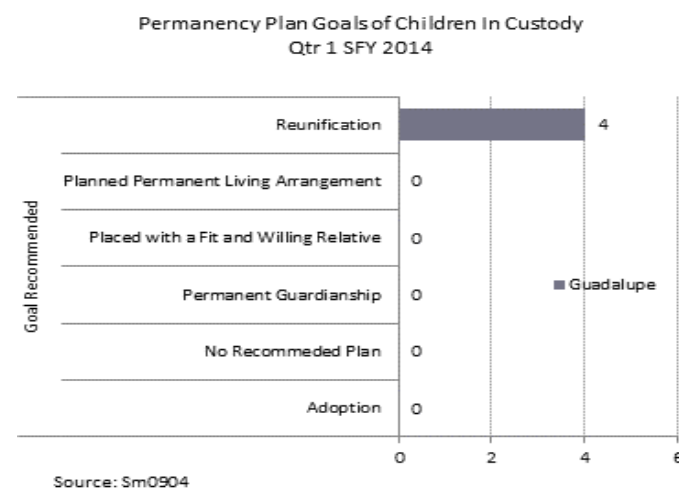 Permanency Plan Goals of Children In Custody
Qtr 1 SFY 2014
Goal Recommended
Reunification
4
Planned Permanent Living Arrangement
0
Placed with a Fit and Willing Relative
0
Permanent Guardianship
0
Guadalupe
No Recommeded Plan
0
Adoption
0
0
2
4
6
Source: Sm0904